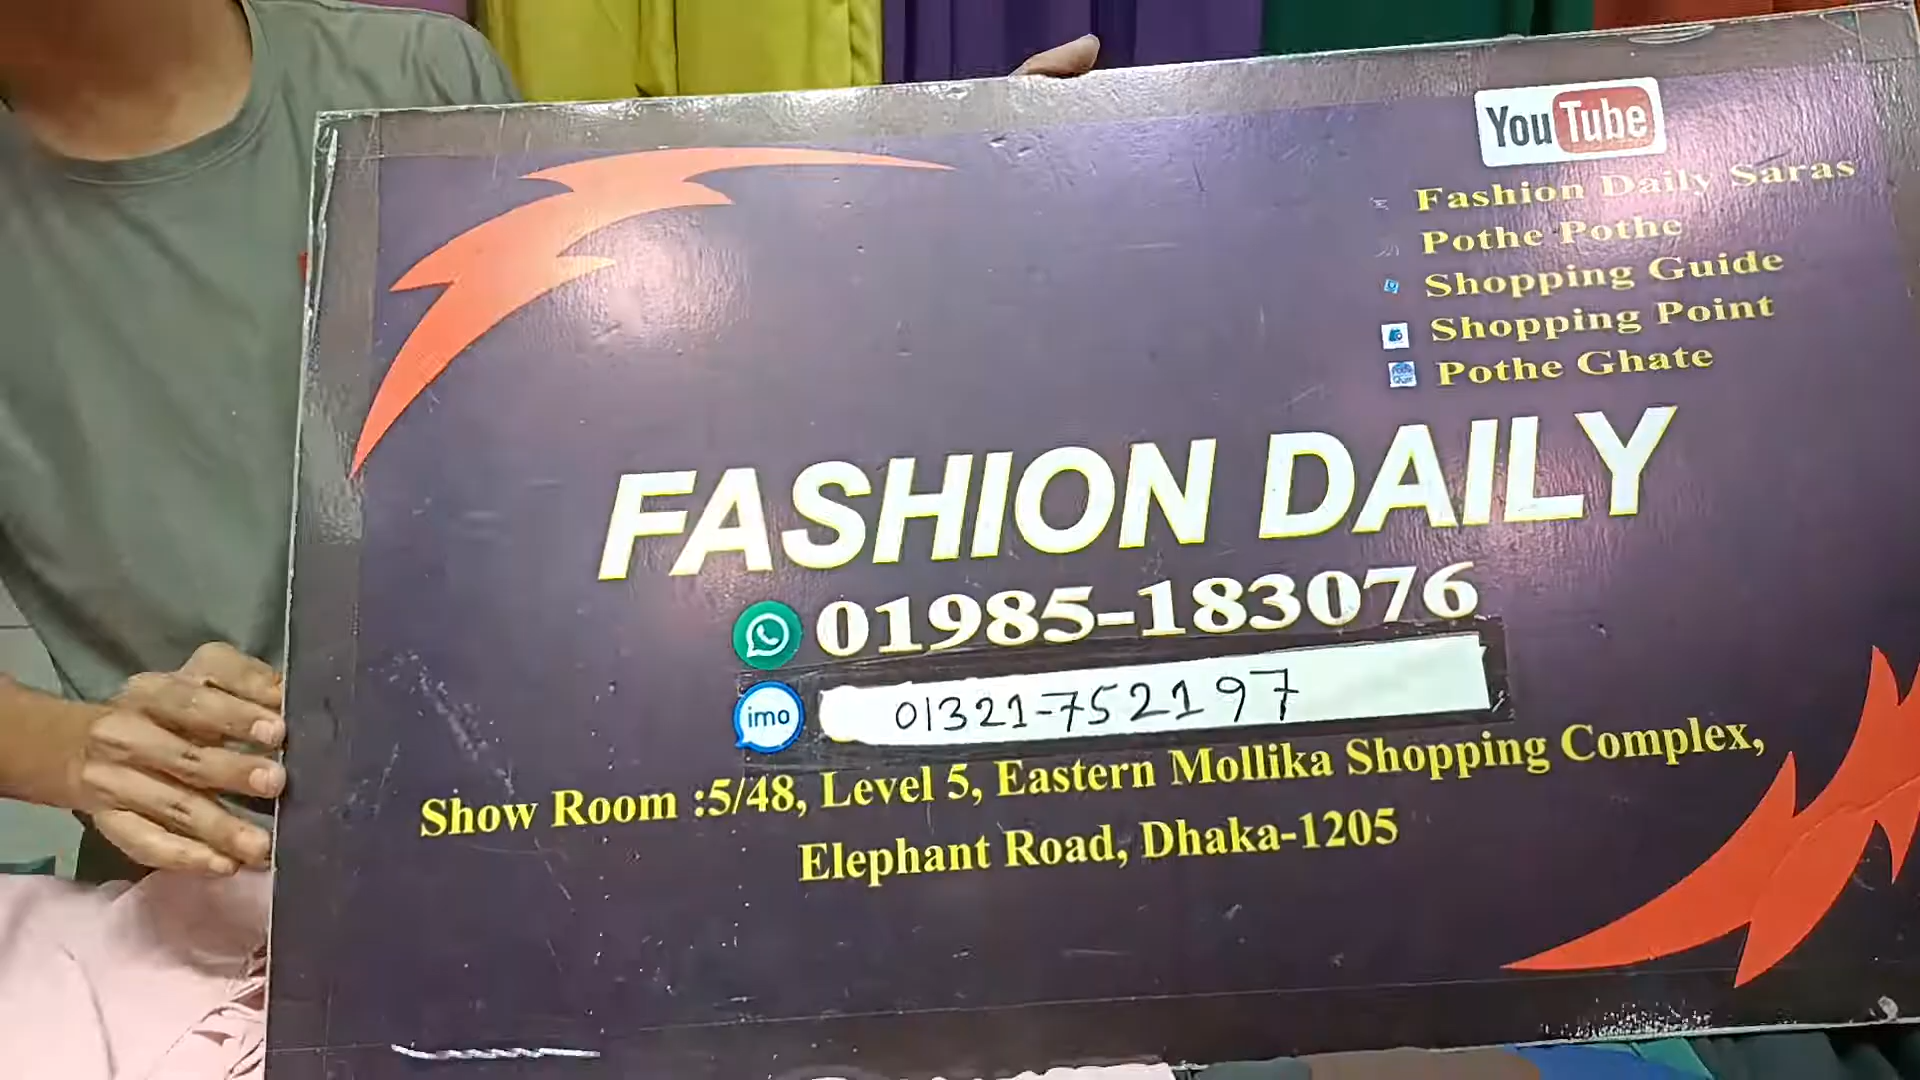 YouTube
Fashion Daily Saras
Pothe Pothe
Shopping Guide
Shopping Point
Pothe Ghate
FASHION DAILY
01985-183076
imo 01321-752197
Show Room :5/48, Level 5, Eastern Mollika Shopping Complex,
Elephant Road, Dhaka-1205